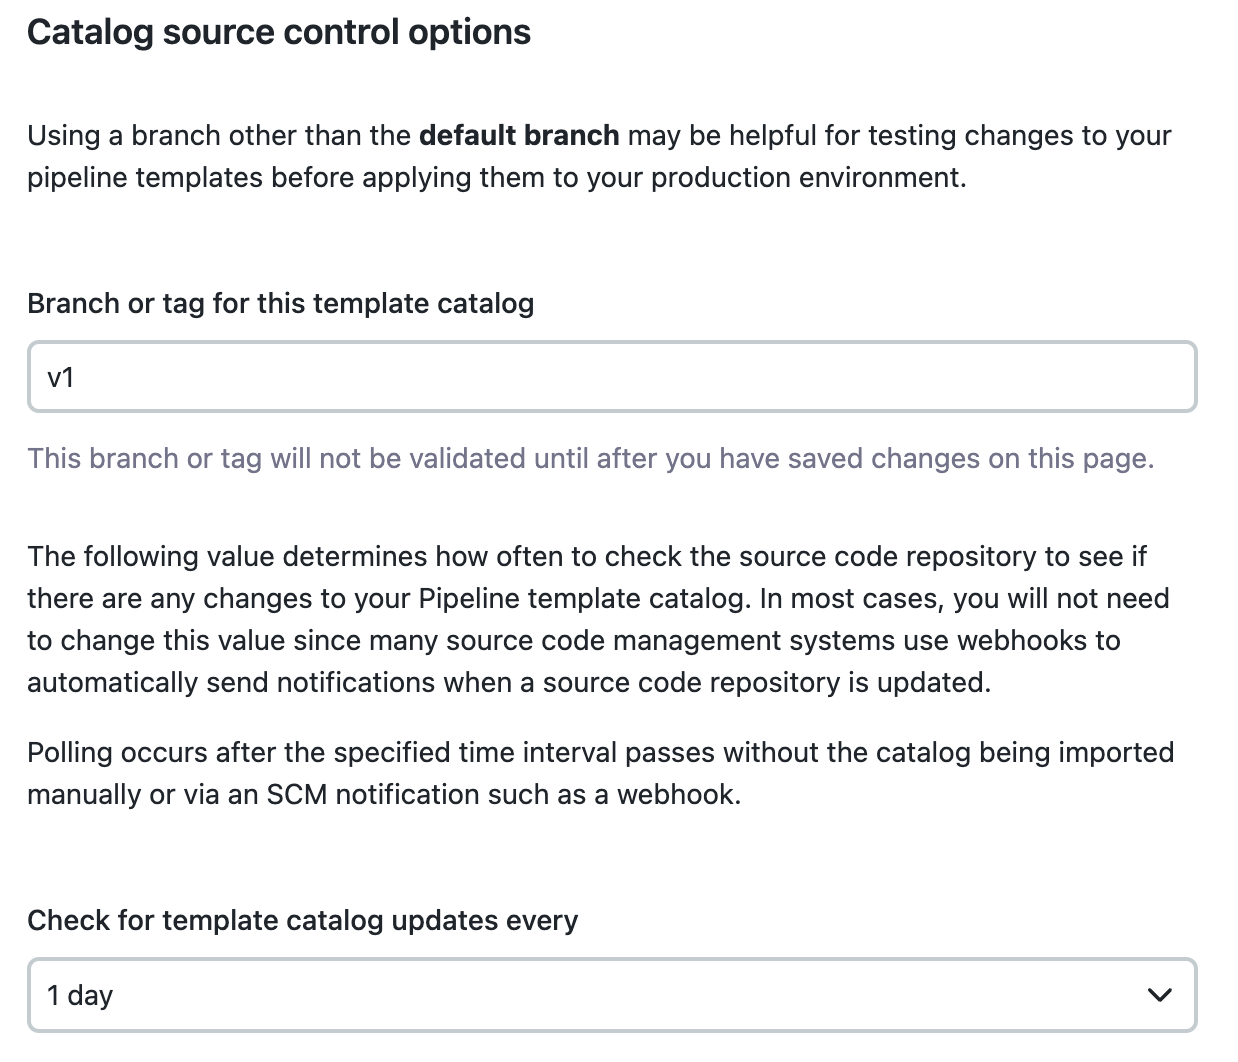 Catalog source control options
Using a branch other than the default branch may be helpful for testing changes to your
pipeline templates before applying them to your production environment.
Branch or tag for this template catalog
v1
This branch or tag will not be validated until after you have saved changes on this page.
The following value determines how often to check the source code repository to see if
there are any changes to your Pipeline template catalog. In most cases, you will not need
to change this value since many source code management systems use webhooks to
automatically send notifications when a source code repository is updated.
Polling occurs after the specified time interval passes without the catalog being imported
manually or via an SCM notification such as a webhook.
Check for template catalog updates every
1 day